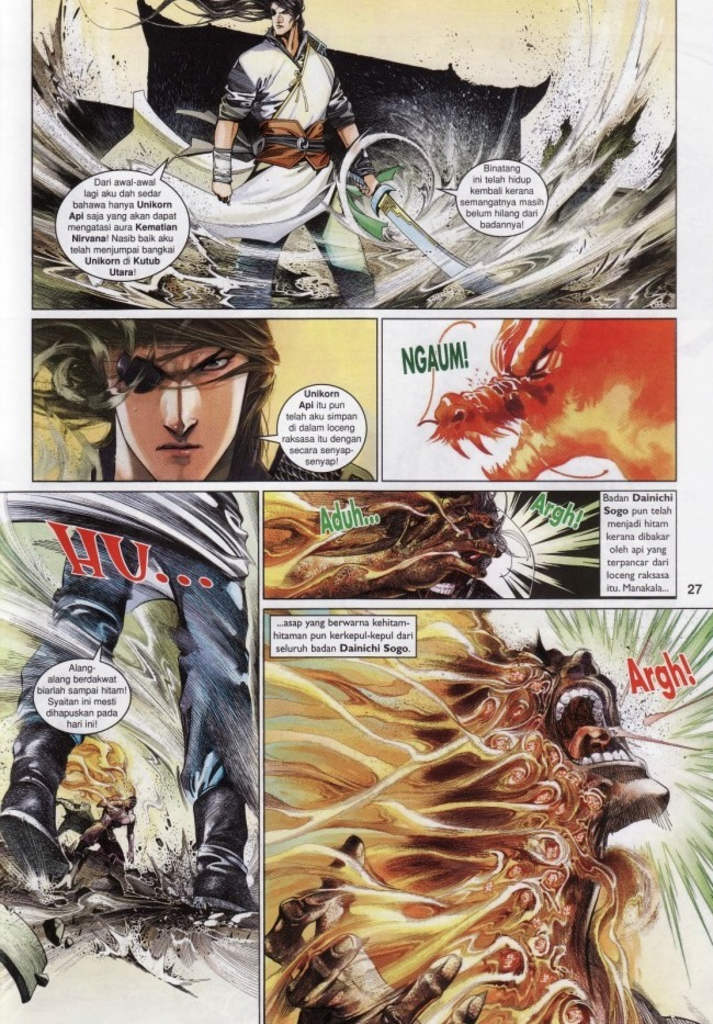 Dari awal-awal
lagi aku dah sedar
bahawa hanya Unikorn
Api saja yang akan dapat
mengatasi aura Kematian
Nirvana! Nasib baik aku
telah menjumpai bangkai
Unikorn di Kutub
Utara!
Binatang
ini telah hidup
kembali kerana
semangatnya masih
belum hilang dari
badannya!
Unikorn
Api itu pun
telah aku simpan
di dalam loceng
raksasa itu dengan
secara senyap-
senyap!
NGAUM!
HU...
Alang-
alang berdakwat
biarlah sampai hitam!
Syaitan ini mesti
dihapuskan pada
hari ini!
Aduh...
Argh!
Badan Dainichi
Sogo pun telah
menjadi hitam
kerana dibakar
oleh api yang
terpancar dari
loceng raksasa
itu. Manakala...
27
...asap yang berwarna kehitam-
hitaman pun kerkepul-kepul dari
seluruh badan Dainichi Sogo.
Argh!